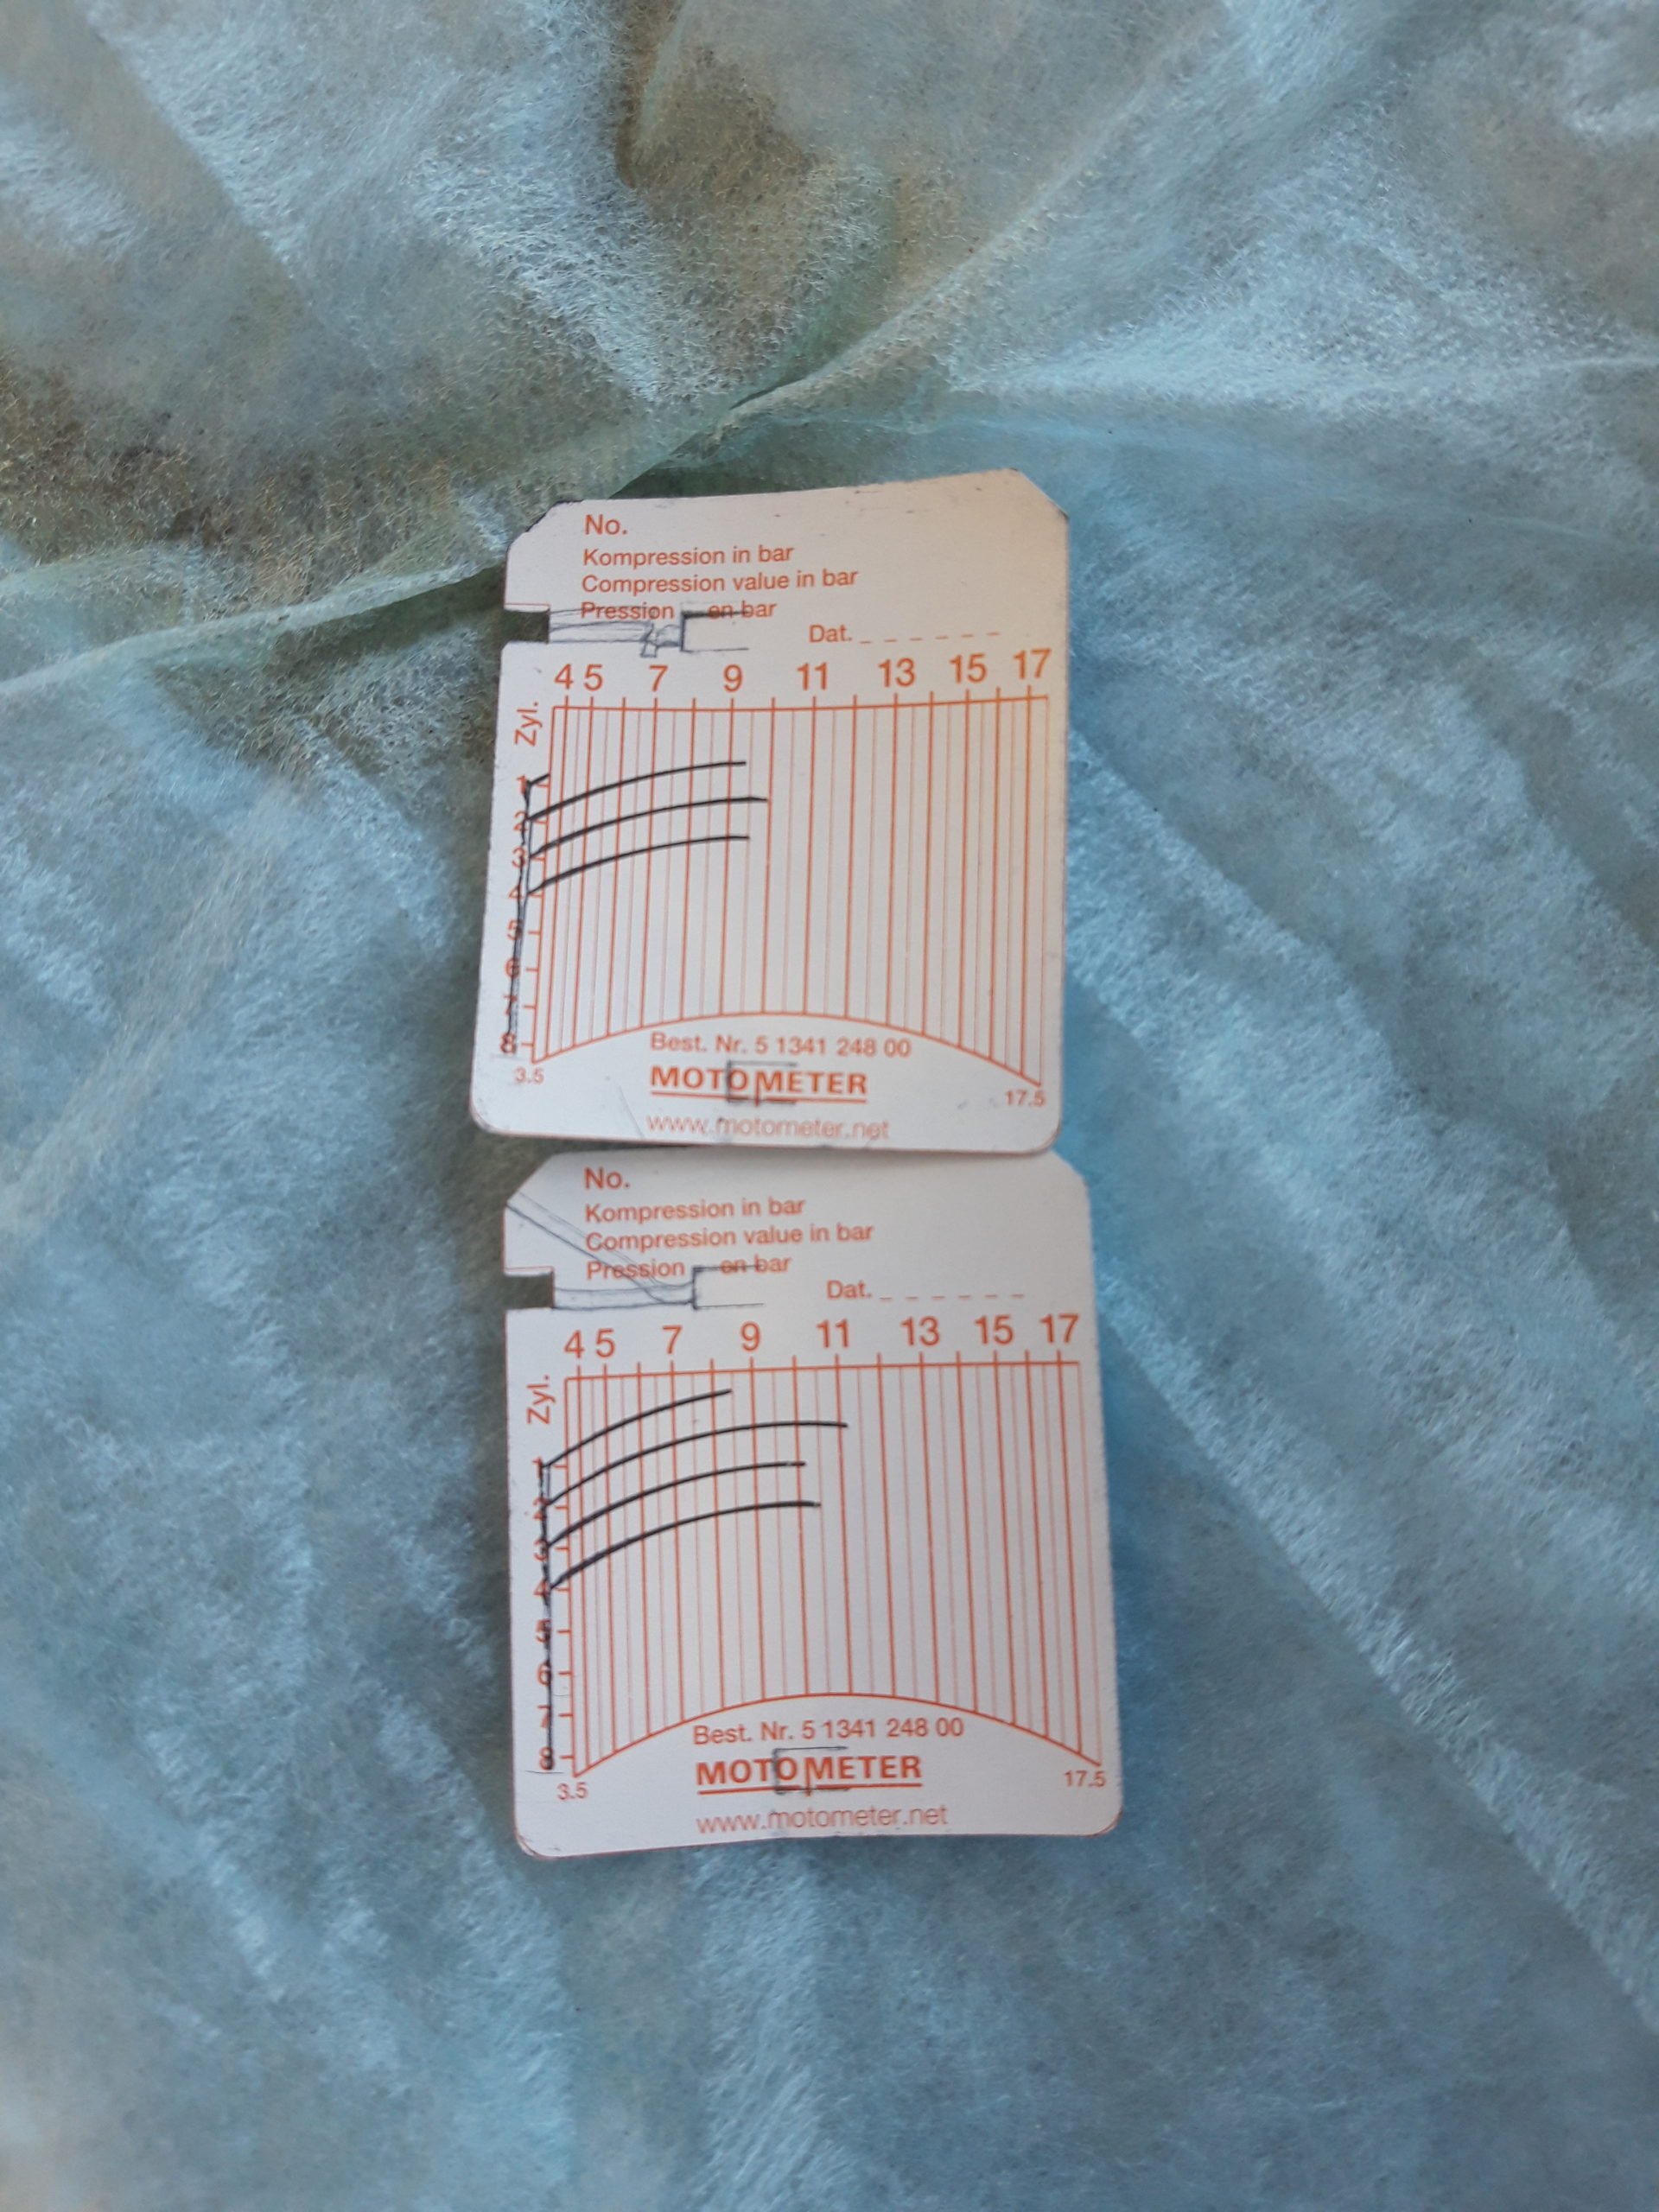 No.
Kompression in bar
Compression value in bar
Pression en bar
Dat. _ _ _ _ _ _
4 5 7 9 11 13 15 17
Zyl.
1
2
3
4
5
6
7
8
3.5
17.5
Best. Nr. 5 1341 248 00
MOTOMETER
www.motometer.net
No.
Kompression in bar
Compression value in bar
Pression en bar
Dat. _ _ _ _ _ _
4 5 7 9 11 13 15 17
Zyl.
1
2
3
4
5
6
7
8
3.5
17.5
Best. Nr. 5 1341 248 00
MOTOMETER
www.motometer.net